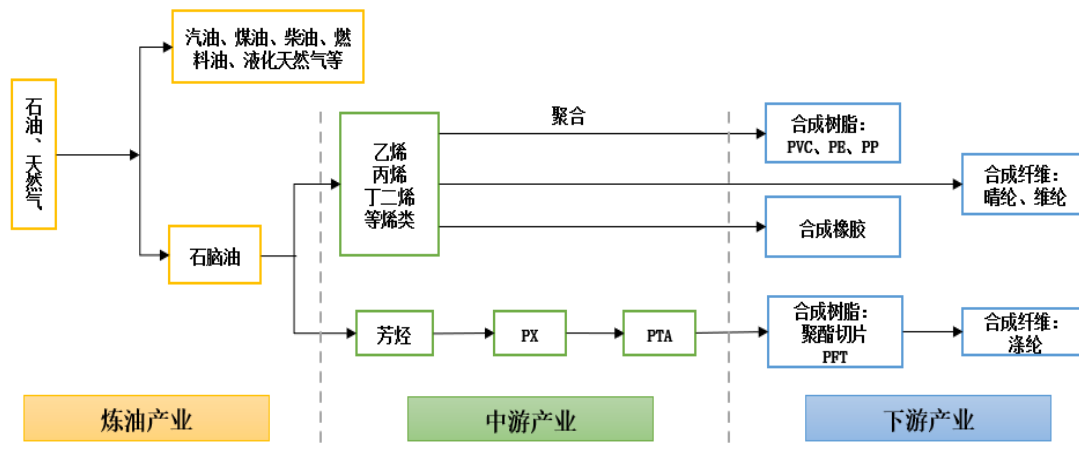 汽油、煤油、柴油、燃
料油、液化天然气等
石油、天然气
聚合
乙烯
丙烯
丁二烯
等烯类
合成树脂：
PVC、PE、PP
合成纤维：
晴纶、维纶
合成橡胶
石脑油
芳烃
PX
PTA
合成树脂：
聚酯切片
PFT
合成纤维：
涤纶
炼油产业
中游产业
下游产业